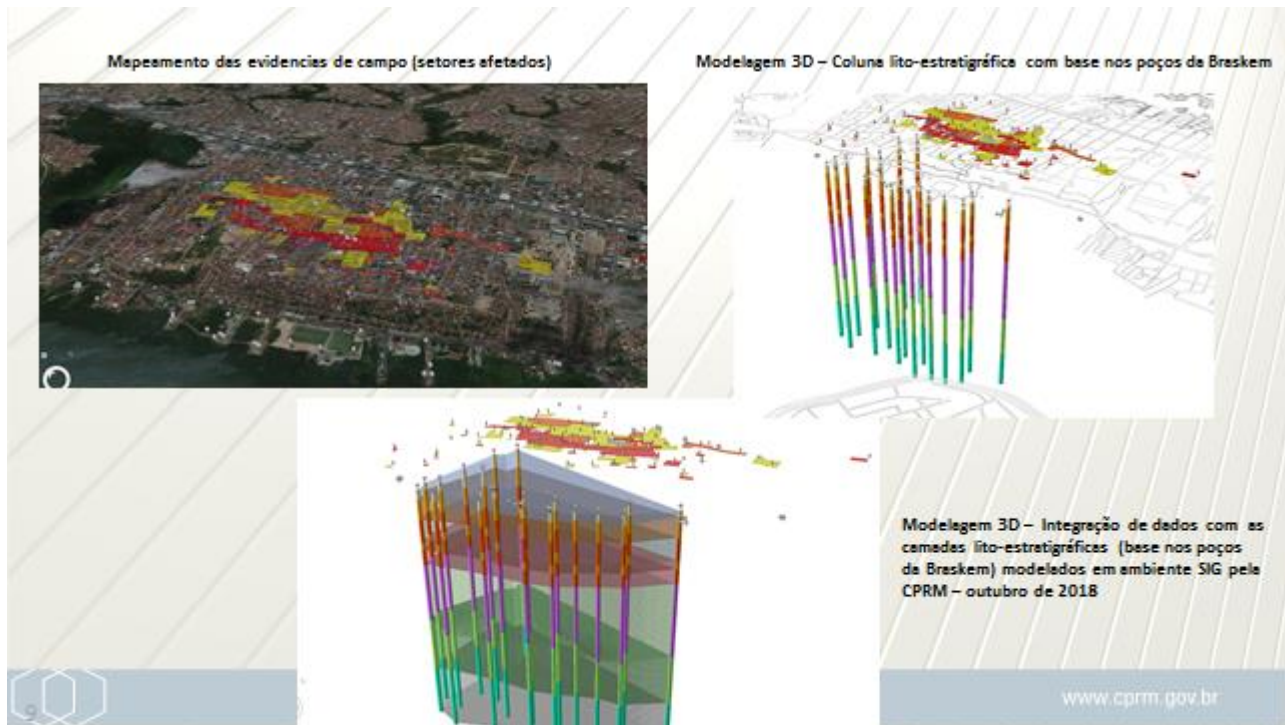 Mapeamento das evidencias de campo (setores afetados)
Modelagem 3D – Coluna lito-estratigráfica com base nos poços da Braskem
Modelagem 3D – Integração de dados com as
camadas lito-estratigráficas (base nos poços
da Braskem) modelados em ambiente SIG pela
CPRM – outubro de 2018
9
www.cprm.gov.br